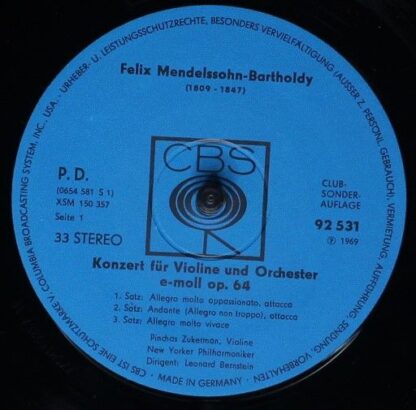 URHEBER- U. LEISTUNGSSCHUTZRECHTE, BESONDERS VERVIELFÄLTIGUNG (AUSSER Z. PERSÖNL. GEBRAUCH), VERMIETUNG, AUFFÜHRUNG, SENDUNG, VORBEHALTEN
Felix Mendelssohn-Bartholdy
(1809 - 1847)
CBS
P. D.
(0654 581 S 1)
XSM 150 357
Seite 1
33 STEREO
CLUB-
SONDER-
AUFLAGE
92 531
Ⓟ 1969
Konzert für Violine und Orchester
e-moll op. 64
1. Satz: Allegro molto appassionato, attacca
2. Satz: Andante (Allegro non troppo), attacca
3. Satz: Allegro molto vivace
Pinchas Zukerman, Violine
New Yorker Philharmoniker
Dirigent: Leonard Bernstein
CBS IST EINE SCHUTZMARKE V. COLUMBIA BROADCASTING SYSTEM, INC. USA. • MADE IN GERMANY •